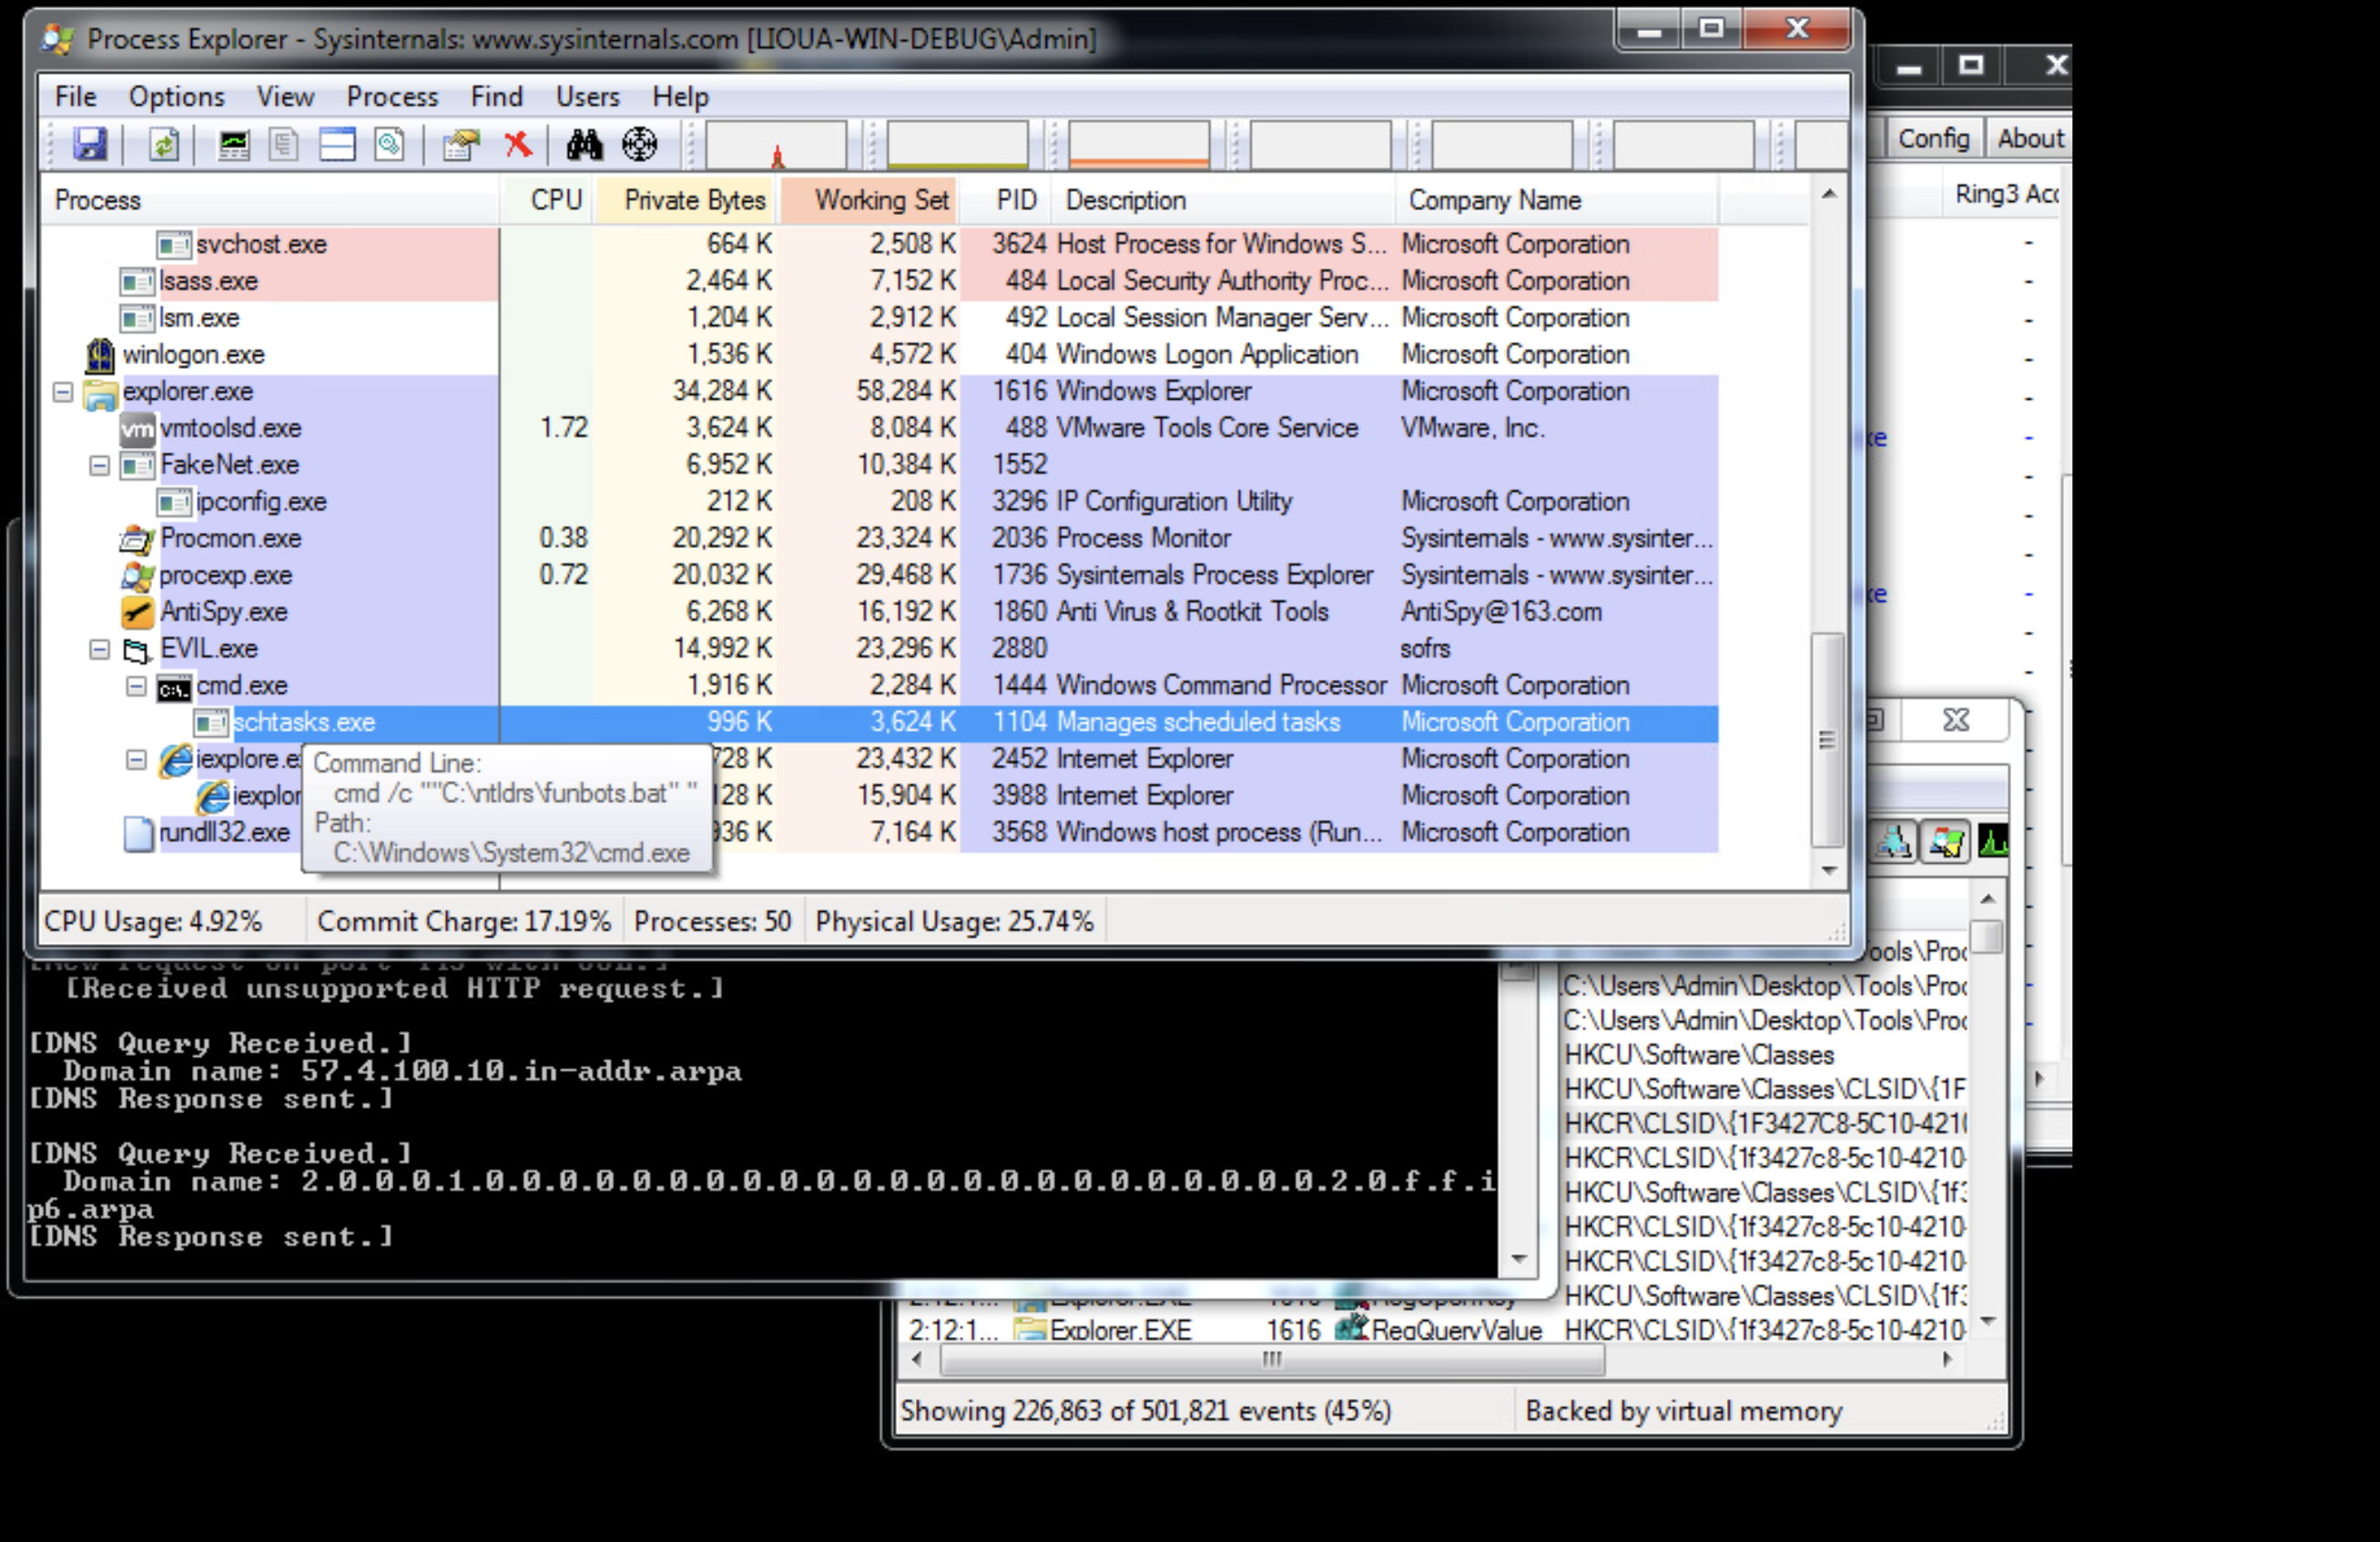 Process Explorer - Sysinternals: www.sysinternals.com [LIOUA-WIN-DEBUG\Admin]
File Options View Process Find Users Help
Config About
Process CPU Private Bytes Working Set PID Description Company Name
Ring3 Acc
svchost.exe 664 K 2,508 K 3624 Host Process for Windows S... Microsoft Corporation
lsass.exe 2,464 K 7,152 K 484 Local Security Authority Proc... Microsoft Corporation
lsm.exe 1,204 K 2,912 K 492 Local Session Manager Serv... Microsoft Corporation
winlogon.exe 1,536 K 4,572 K 404 Windows Logon Application Microsoft Corporation
explorer.exe 34,284 K 58,284 K 1616 Windows Explorer Microsoft Corporation
vmtoolsd.exe 1.72 3,624 K 8,084 K 488 VMware Tools Core Service VMware, Inc.
FakeNet.exe 6,952 K 10,384 K 1552
ipconfig.exe 212 K 208 K 3296 IP Configuration Utility Microsoft Corporation
Procmon.exe 0.38 20,292 K 23,324 K 2036 Process Monitor Sysinternals - www.sysinter...
procexp.exe 0.72 20,032 K 29,468 K 1736 Sysinternals Process Explorer Sysinternals - www.sysinter...
AntiSpy.exe 6,268 K 16,192 K 1860 Anti Virus & Rootkit Tools AntiSpy@163.com
EVIL.exe 14,992 K 23,296 K 2880 sofrs
cmd.exe 1,916 K 2,284 K 1444 Windows Command Processor Microsoft Corporation
schtasks.exe 996 K 3,624 K 1104 Manages scheduled tasks Microsoft Corporation
iexplore.e 728 K 23,432 K 2452 Internet Explorer Microsoft Corporation
iexplor 128 K 15,904 K 3988 Internet Explorer Microsoft Corporation
rundll32.exe 936 K 7,164 K 3568 Windows host process (Run... Microsoft Corporation
Command Line:
cmd /c ""C:\ntldrs\funbots.bat" "
Path:
C:\Windows\System32\cmd.exe
CPU Usage: 4.92% Commit Charge: 17.19% Processes: 50 Physical Usage: 25.74%
[Received unsupported HTTP request.]
[DNS Query Received.]
Domain name: 57.4.100.10.in-addr.arpa
[DNS Response sent.]
[DNS Query Received.]
Domain name: 2.0.0.0.1.0.0.0.0.0.0.0.0.0.0.0.0.0.0.0.0.0.0.0.0.0.0.0.2.0.f.f.i
p6.arpa
[DNS Response sent.]
ools\Proc
C:\Users\Admin\Desktop\Tools\Proc
C:\Users\Admin\Desktop\Tools\Proc
HKCU\Software\Classes
HKCU\Software\Classes\CLSID\{1F
HKCR\CLSID\{1F3427C8-5C10-421(
HKCR\CLSID\{1f3427c8-5c10-4210-
HKCU\Software\Classes\CLSID\{1f3
HKCR\CLSID\{1f3427c8-5c10-4210-
HKCR\CLSID\{1f3427c8-5c10-4210-
HKCU\Software\Classes\CLSID\{1f3
2:12:1... Explorer.EXE 1616 RegQueryValue HKCR\CLSID\{1f3427c8-5c10-4210-
Showing 226,863 of 501,821 events (45%) Backed by virtual memory